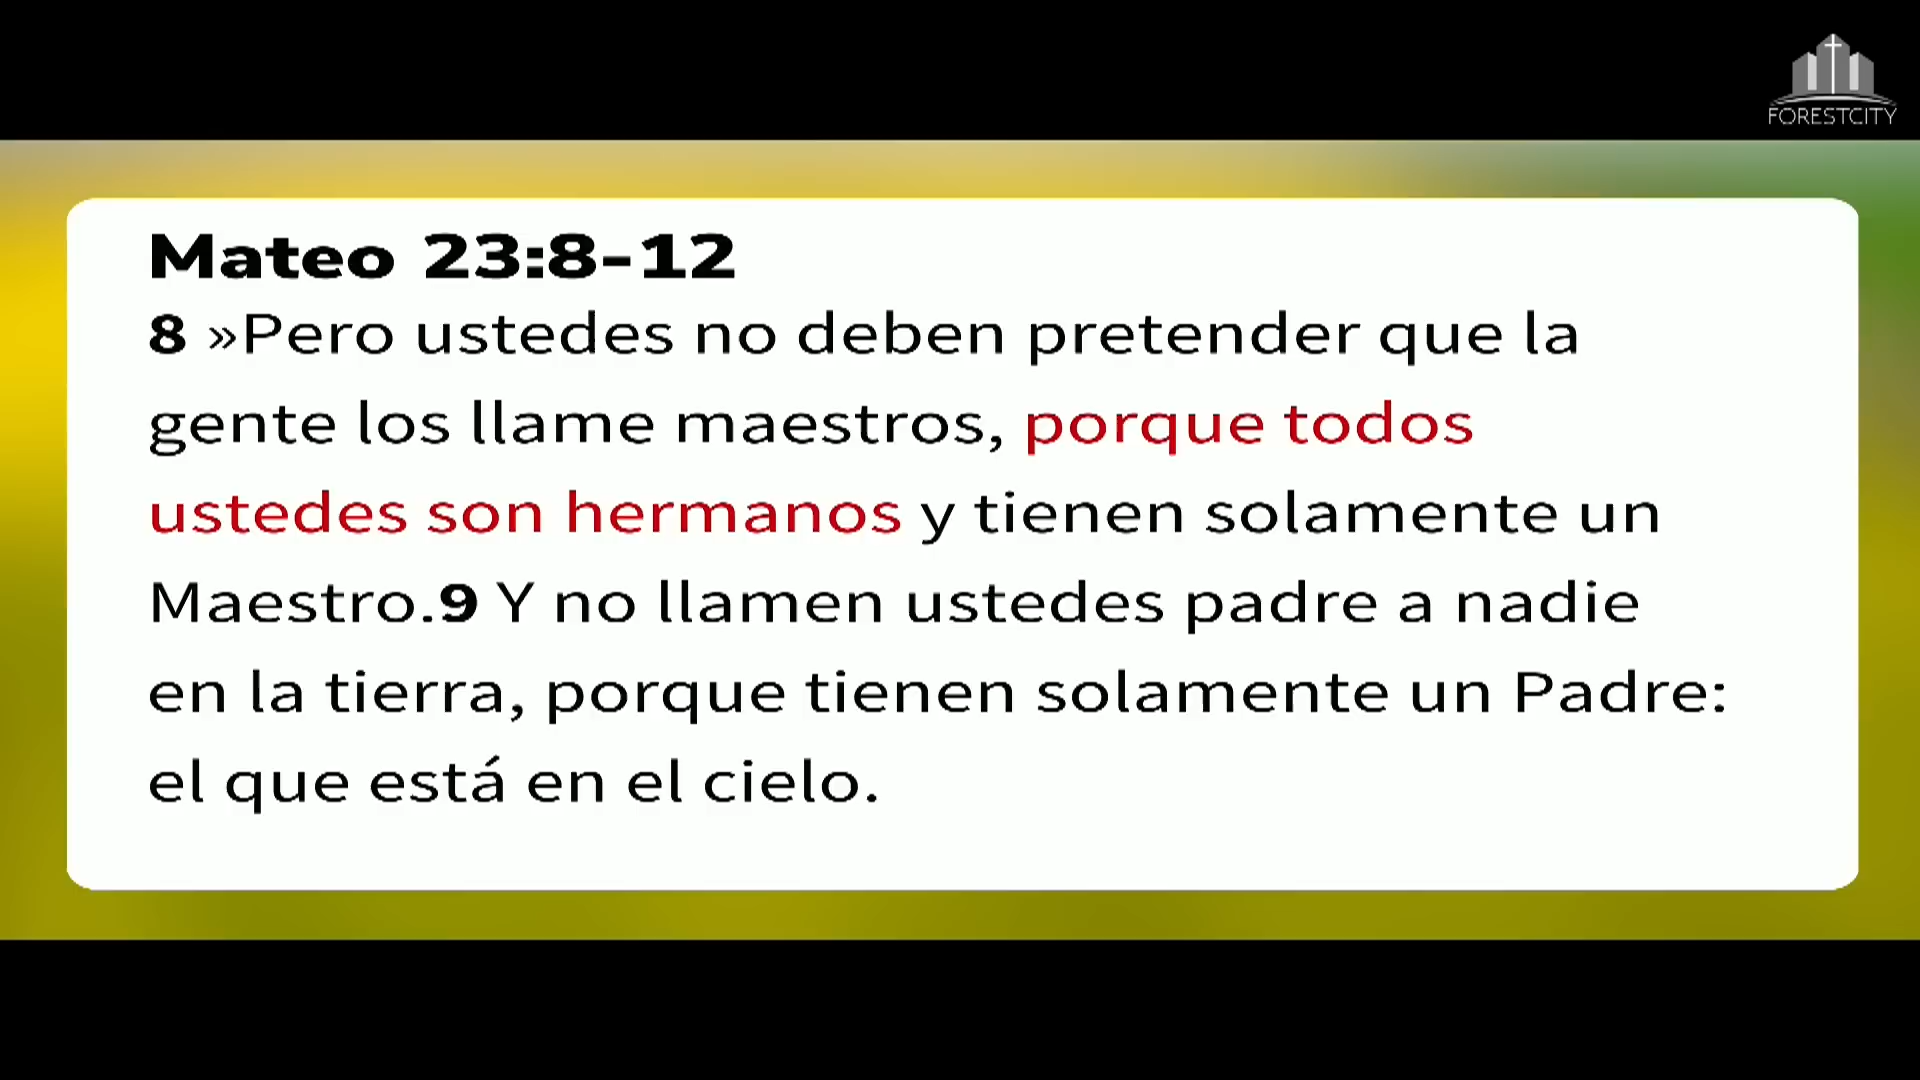 FORESTCITY
Mateo 23:8-12
8 »Pero ustedes no deben pretender que la
gente los llame maestros, porque todos
ustedes son hermanos y tienen solamente un
Maestro.9 Y no llamen ustedes padre a nadie
en la tierra, porque tienen solamente un Padre:
el que está en el cielo.